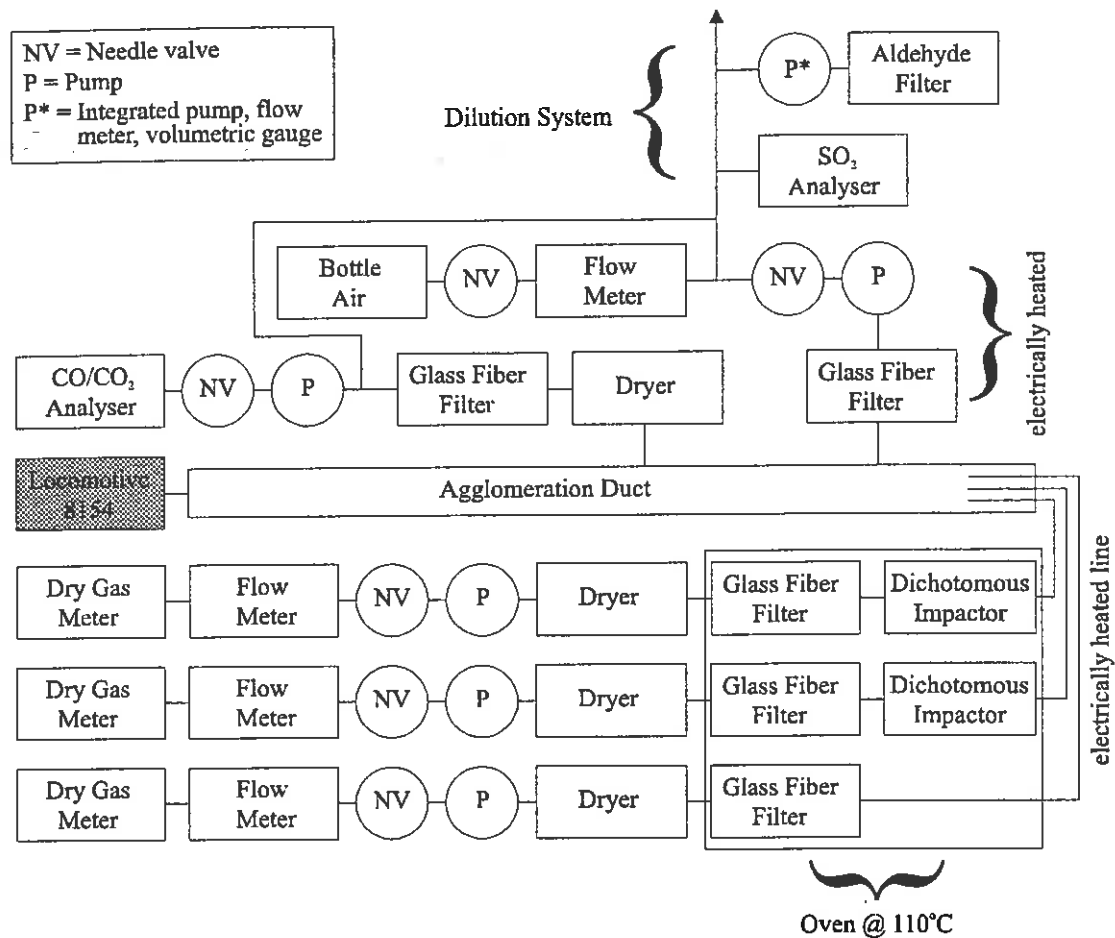 NV = Needle valve
P = Pump
P* = Integrated pump, flow
meter, volumetric gauge
Dilution System
P*
Aldehyde
Filter
SO₂
Analyser
Bottle
Air
NV
Flow
Meter
NV
P
electrically heated
CO/CO₂
Analyser
NV
P
Glass Fiber
Filter
Dryer
Glass Fiber
Filter
Locomotive
8154
Agglomeration Duct
electrically heated line
Dry Gas
Meter
Flow
Meter
NV
P
Dryer
Glass Fiber
Filter
Dichotomous
Impactor
Dry Gas
Meter
Flow
Meter
NV
P
Dryer
Glass Fiber
Filter
Dichotomous
Impactor
Dry Gas
Meter
Flow
Meter
NV
P
Dryer
Glass Fiber
Filter
Oven @ 110°C